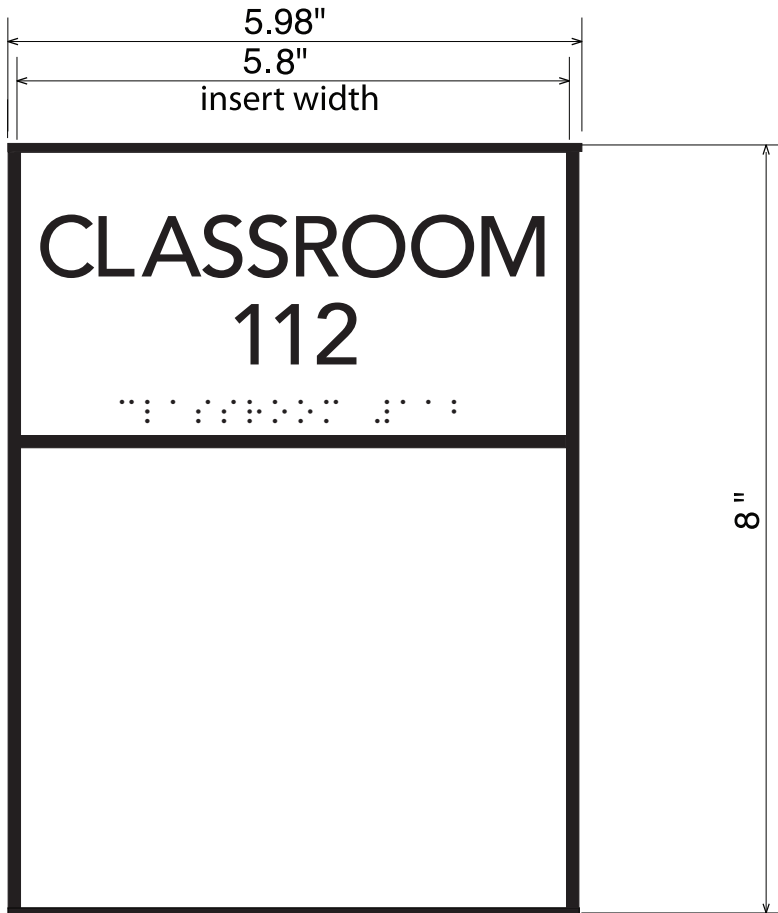 5.98"
5.8"
insert width
CLASSROOM
112
⠉⠇⠁⠎⠎⠗⠕⠕⠍ ⠼⠁⠁⠃
8"